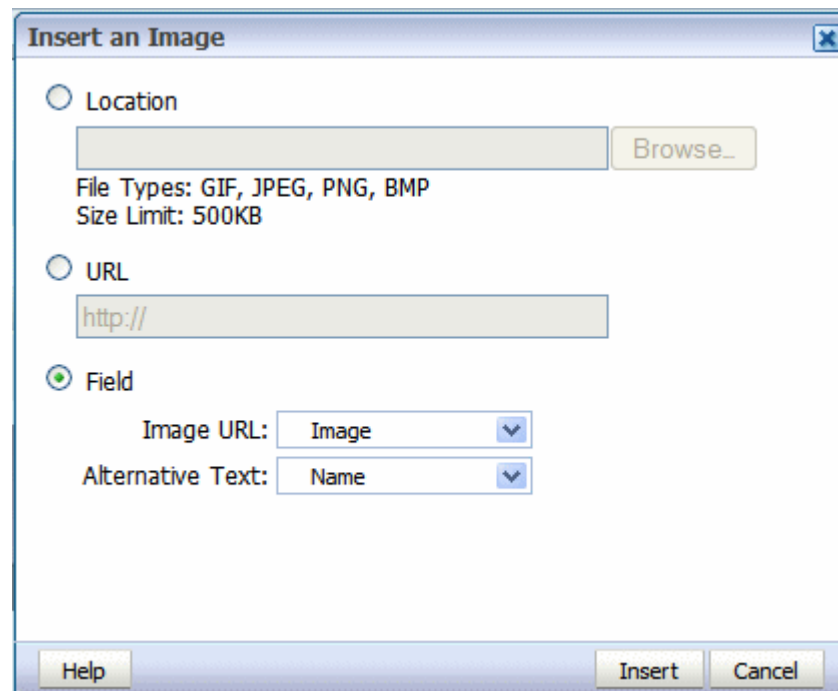 Insert an Image
Location
Browse...
File Types: GIF, JPEG, PNG, BMP
Size Limit: 500KB
URL
http://
Field
Image URL: Image
Alternative Text: Name
Help Insert Cancel